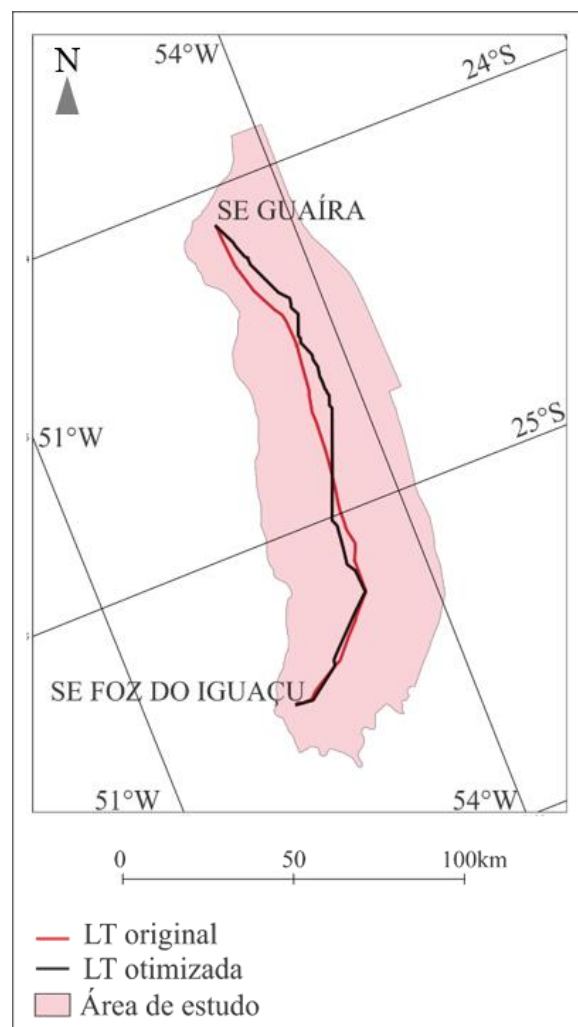 54°W
24°S
N
SE GUAÍRA
25°S
51°W
SE FOZ DO IGUAÇU
51°W
54°W
0 50 100km
LT original
LT otimizada
Área de estudo